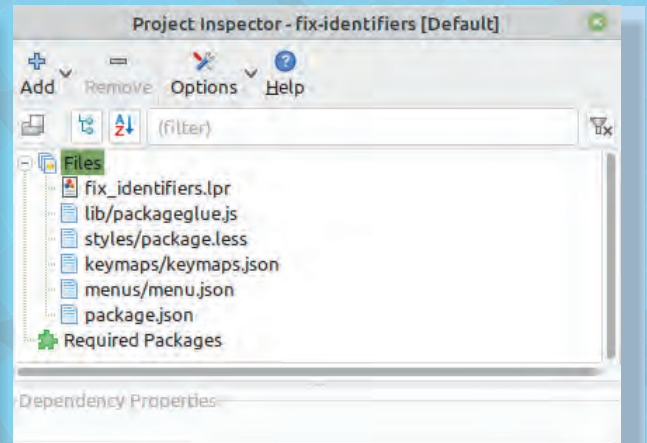 Project Inspector - fix-identifiers [Default]
Add Remove Options Help
(filter)
Files
fix_identifiers.lpr
lib/packageglue.js
styles/package.less
keymaps/keymaps.json
menus/menu.json
package.json
Required Packages
Dependency Properties